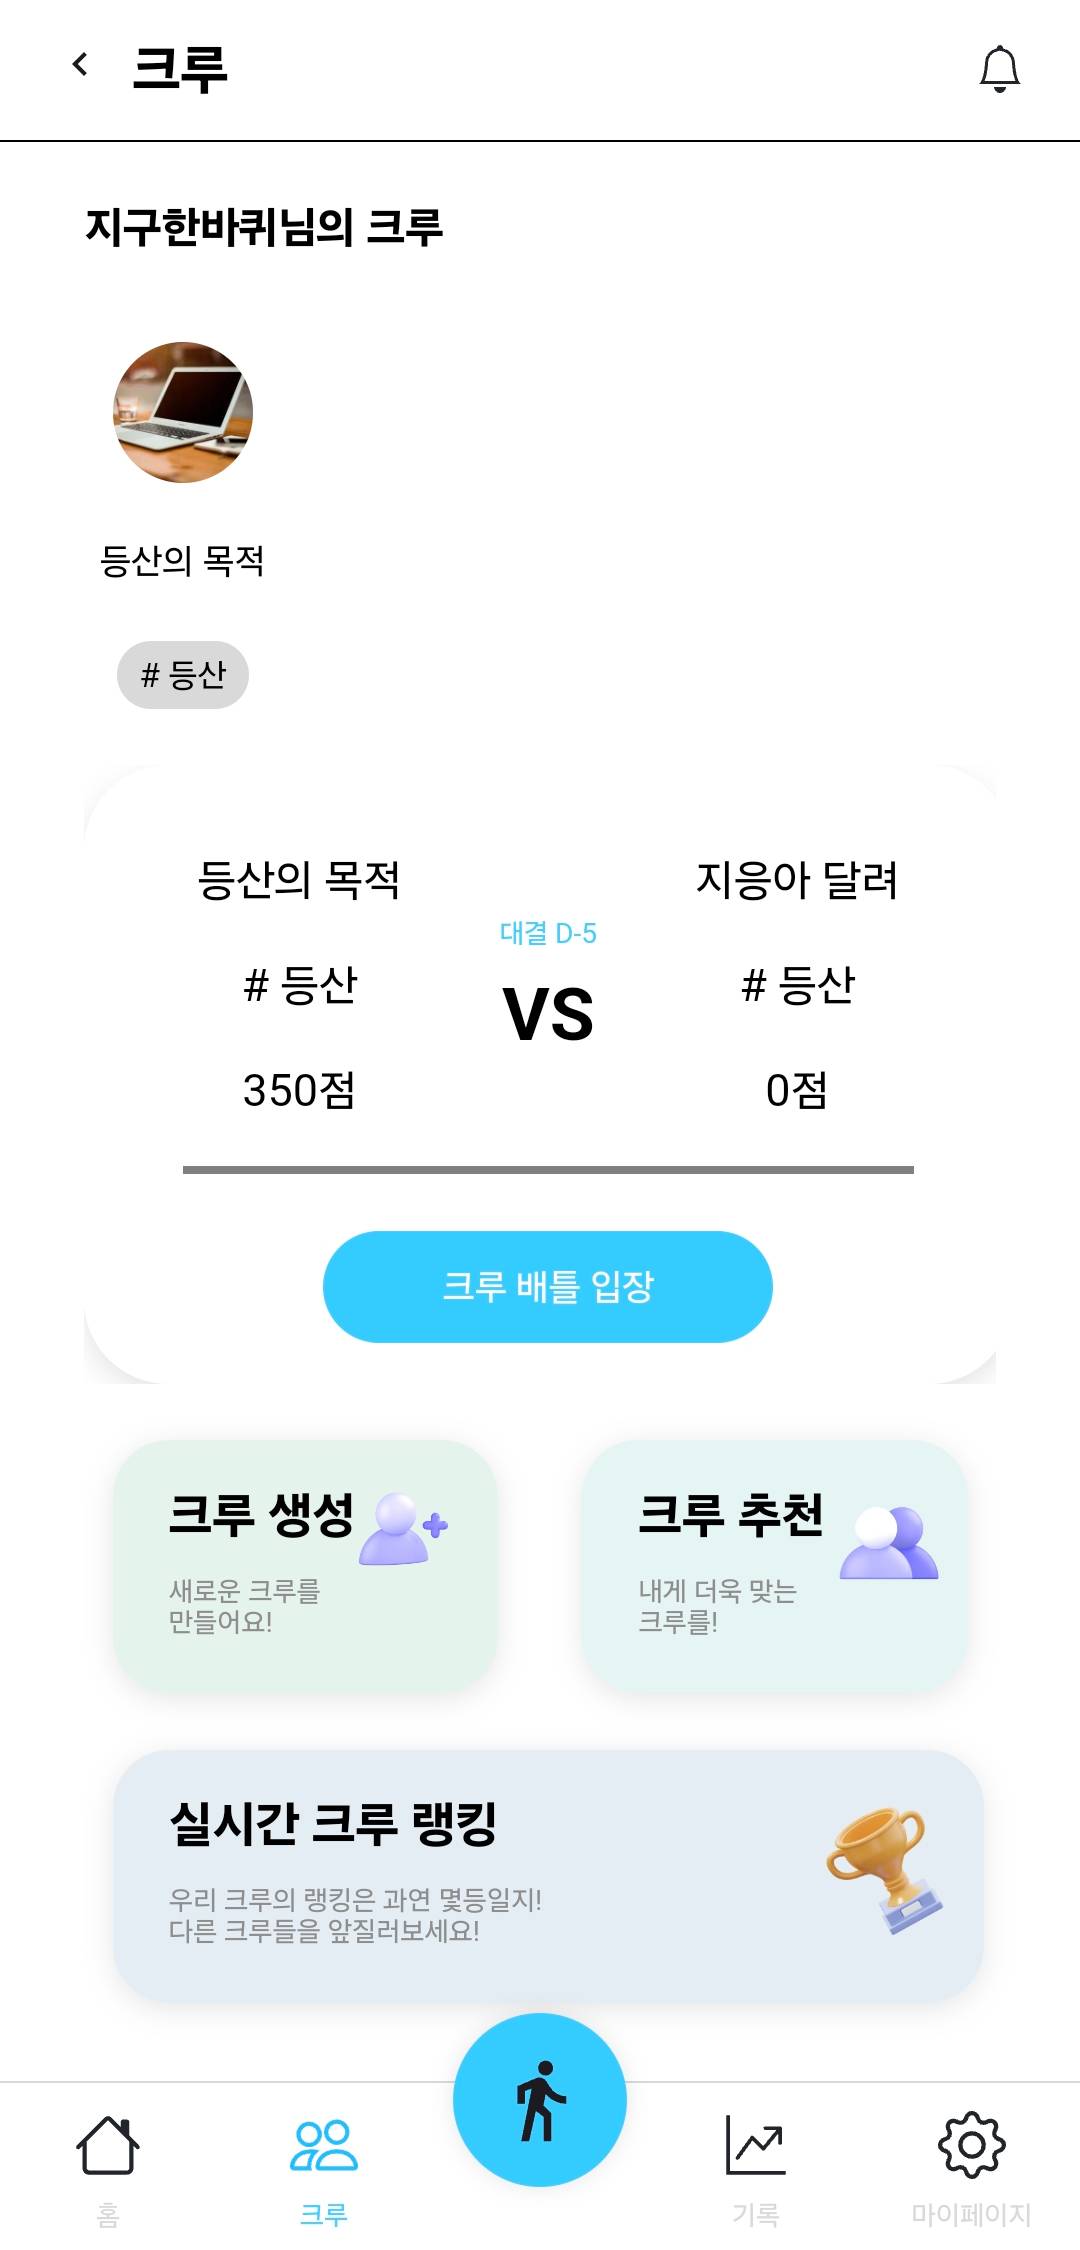 크루
지구한바퀴님의 크루
등산의 목적
# 등산
등산의 목적
지응아 달려
대결 D-5
# 등산
VS
# 등산
350점
0점
크루 배틀 입장
크루 생성
새로운 크루를
만들어요!
크루 추천
내게 더욱 맞는
크루를!
실시간 크루 랭킹
우리 크루의 랭킹은 과연 몇등일지!
다른 크루들을 앞질러보세요!
홈
크루
기록
마이페이지